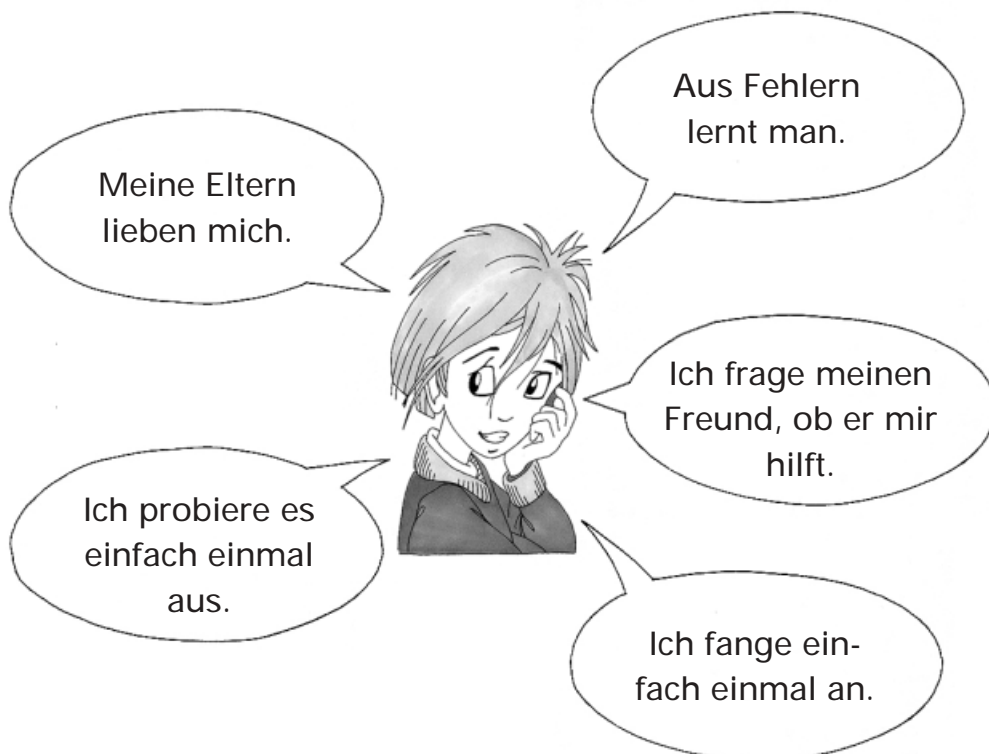 Aus Fehlern
lernt man.
Meine Eltern
lieben mich.
Ich frage meinen
Freund, ob er mir
hilft.
Ich probiere es
einfach einmal
aus.
Ich fange ein-
fach einmal an.